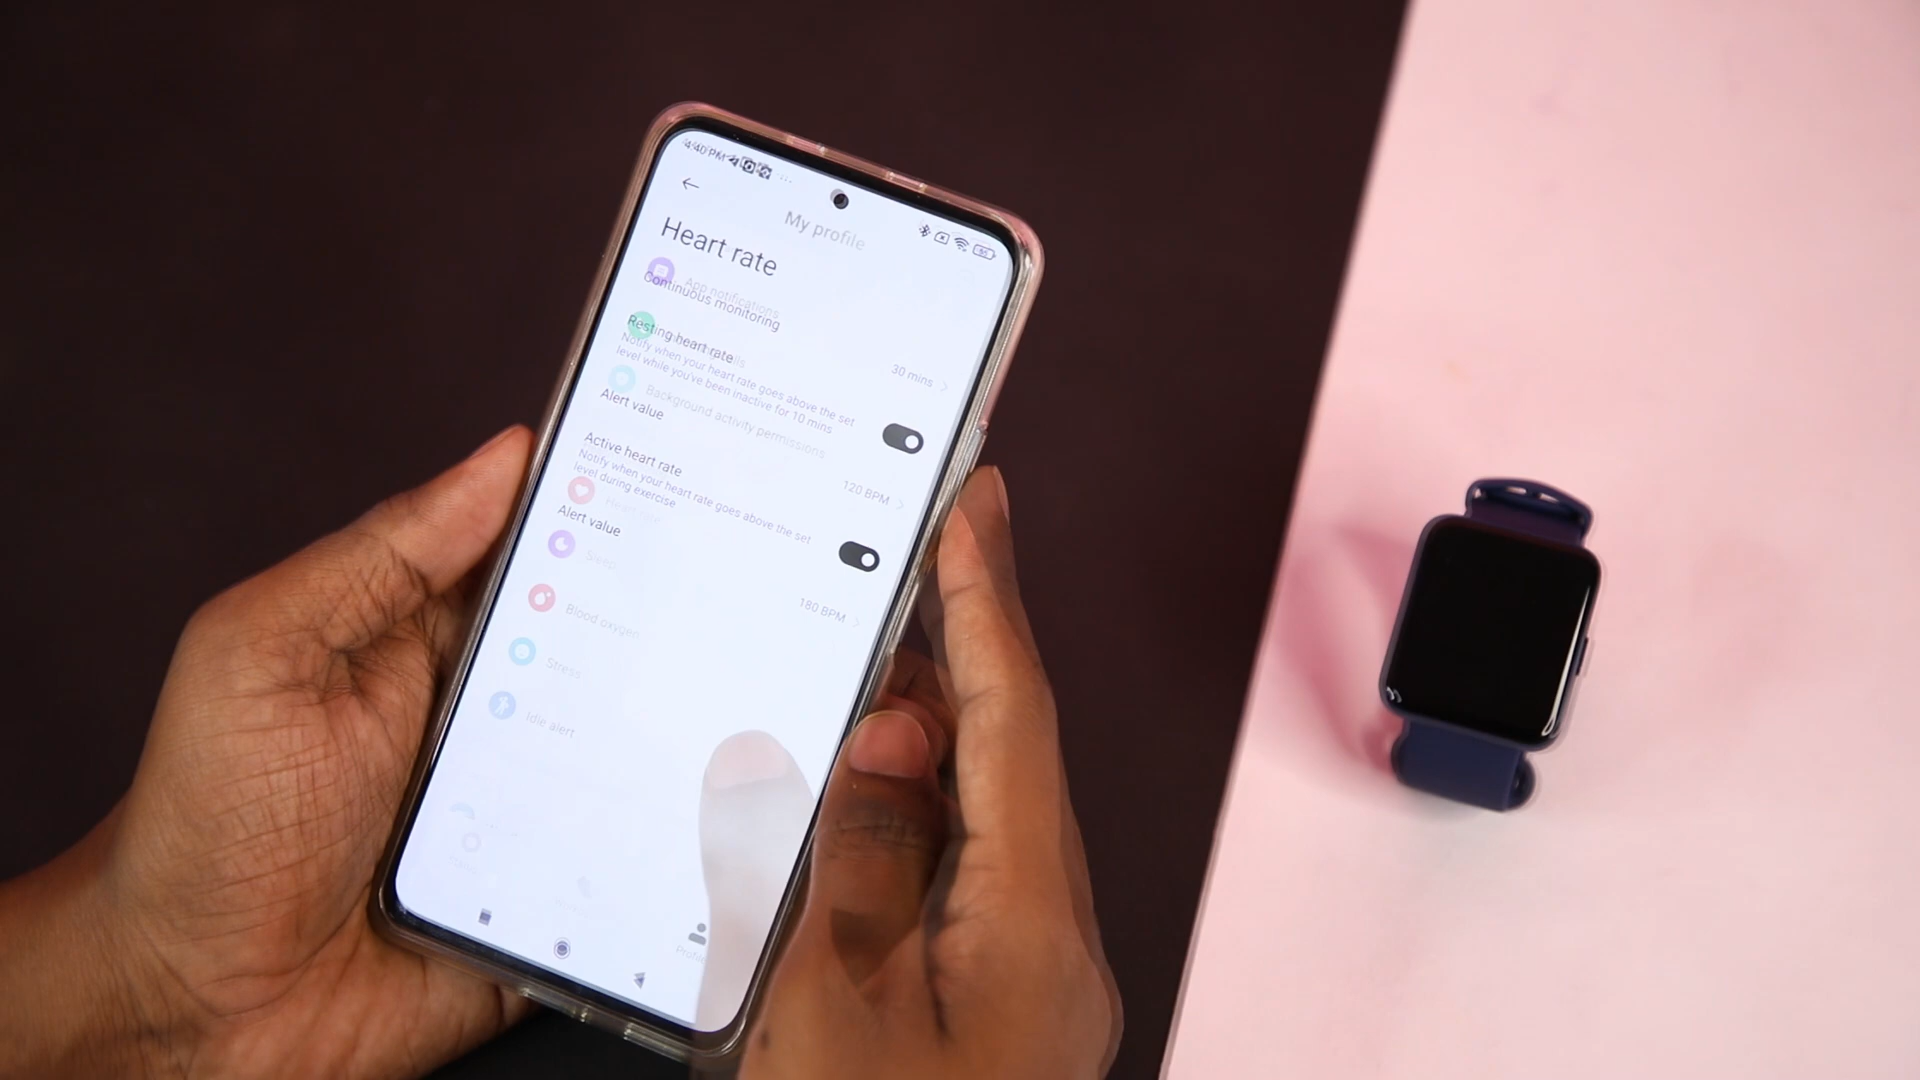 4:40 PM
My profile
Heart rate
App notifications
Continuous monitoring
30 mins
Resting heart rate
Notify when your heart rate goes above the set
level while you've been inactive for 10 mins
Background activity permissions
Alert value
120 BPM
Active heart rate
Notify when your heart rate goes above the set
level during exercise
Heart rate
Alert value
180 BPM
Sleep
Blood oxygen
Stress
Idle alert
Profile